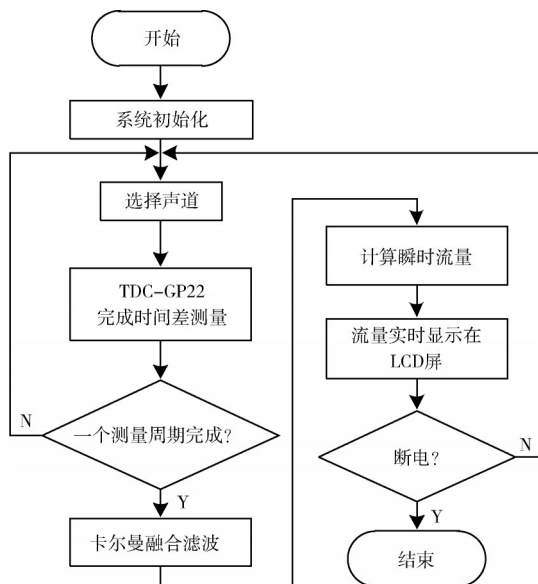 开始
系统初始化
选择声道
TDC-GP22
完成时间差测量
一个测量周期完成?
N
Y
卡尔曼融合滤波
计算瞬时流量
流量实时显示在
LCD屏
断电?
N
Y
结束